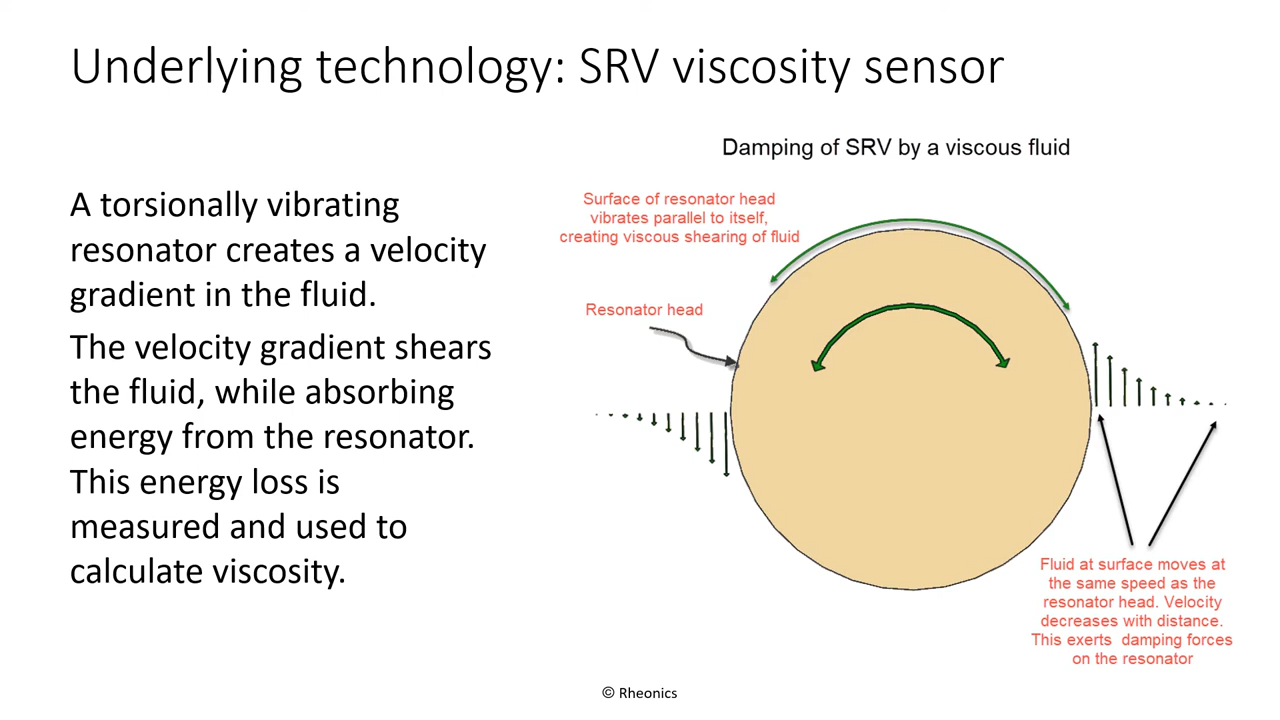 Underlying technology: SRV viscosity sensor
Damping of SRV by a viscous fluid
A torsionally vibrating
resonator creates a velocity
gradient in the fluid.
The velocity gradient shears
the fluid, while absorbing
energy from the resonator.
This energy loss is
measured and used to
calculate viscosity.
Surface of resonator head
vibrates parallel to itself,
creating viscous shearing of fluid
Resonator head
Fluid at surface moves at
the same speed as the
resonator head. Velocity
decreases with distance.
This exerts damping forces
on the resonator
© Rheonics